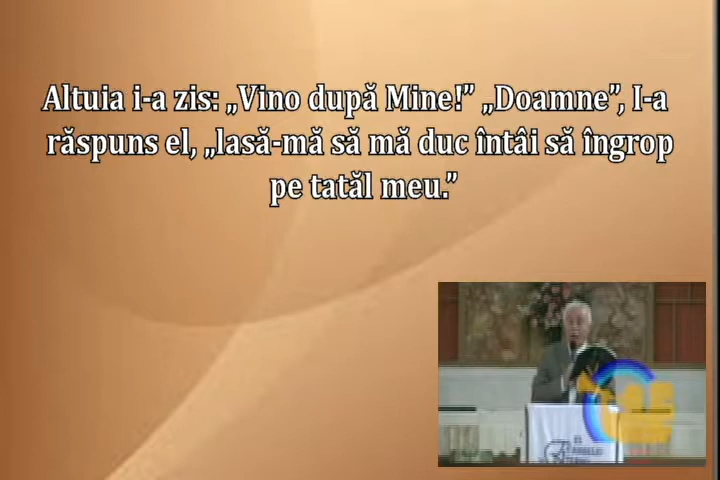 Altuia i-a zis: „Vino după Mine!” „Doamne”, I-a
răspuns el, „lasă-mă să mă duc întâi să îngrop
pe tatăl meu.”